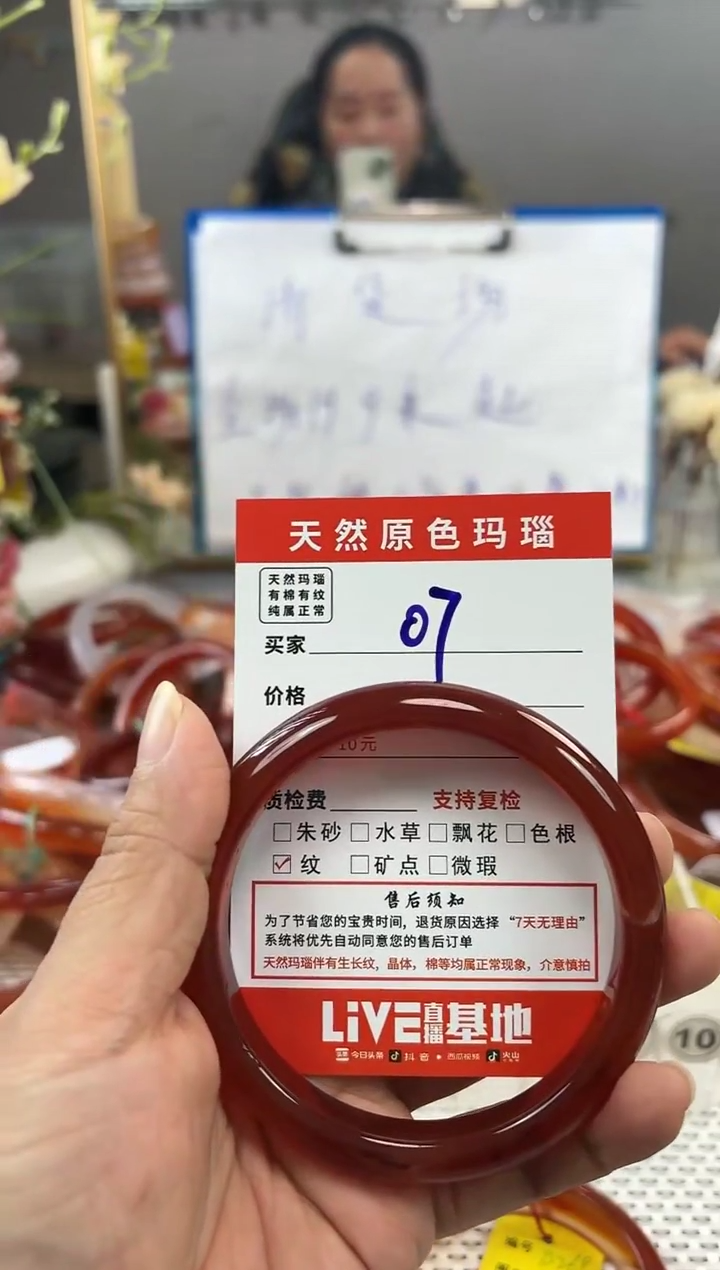 天然原色玛瑙
天然玛瑙
有棉有纹
纯属正常
买家 07
价格
10元
质检费 支持复检
□朱砂 □水草 □飘花 □色根
☑纹 □矿点 □微瑕
售后须知
为了节省您的宝贵时间，退货原因选择“7天无理由”
系统将优先自动同意您的售后订单
天然玛瑙伴有生长纹，晶体，棉等均属正常现象，介意慎拍
LiVE直播基地
今日头条 抖音 西瓜视频 火山
10
编号